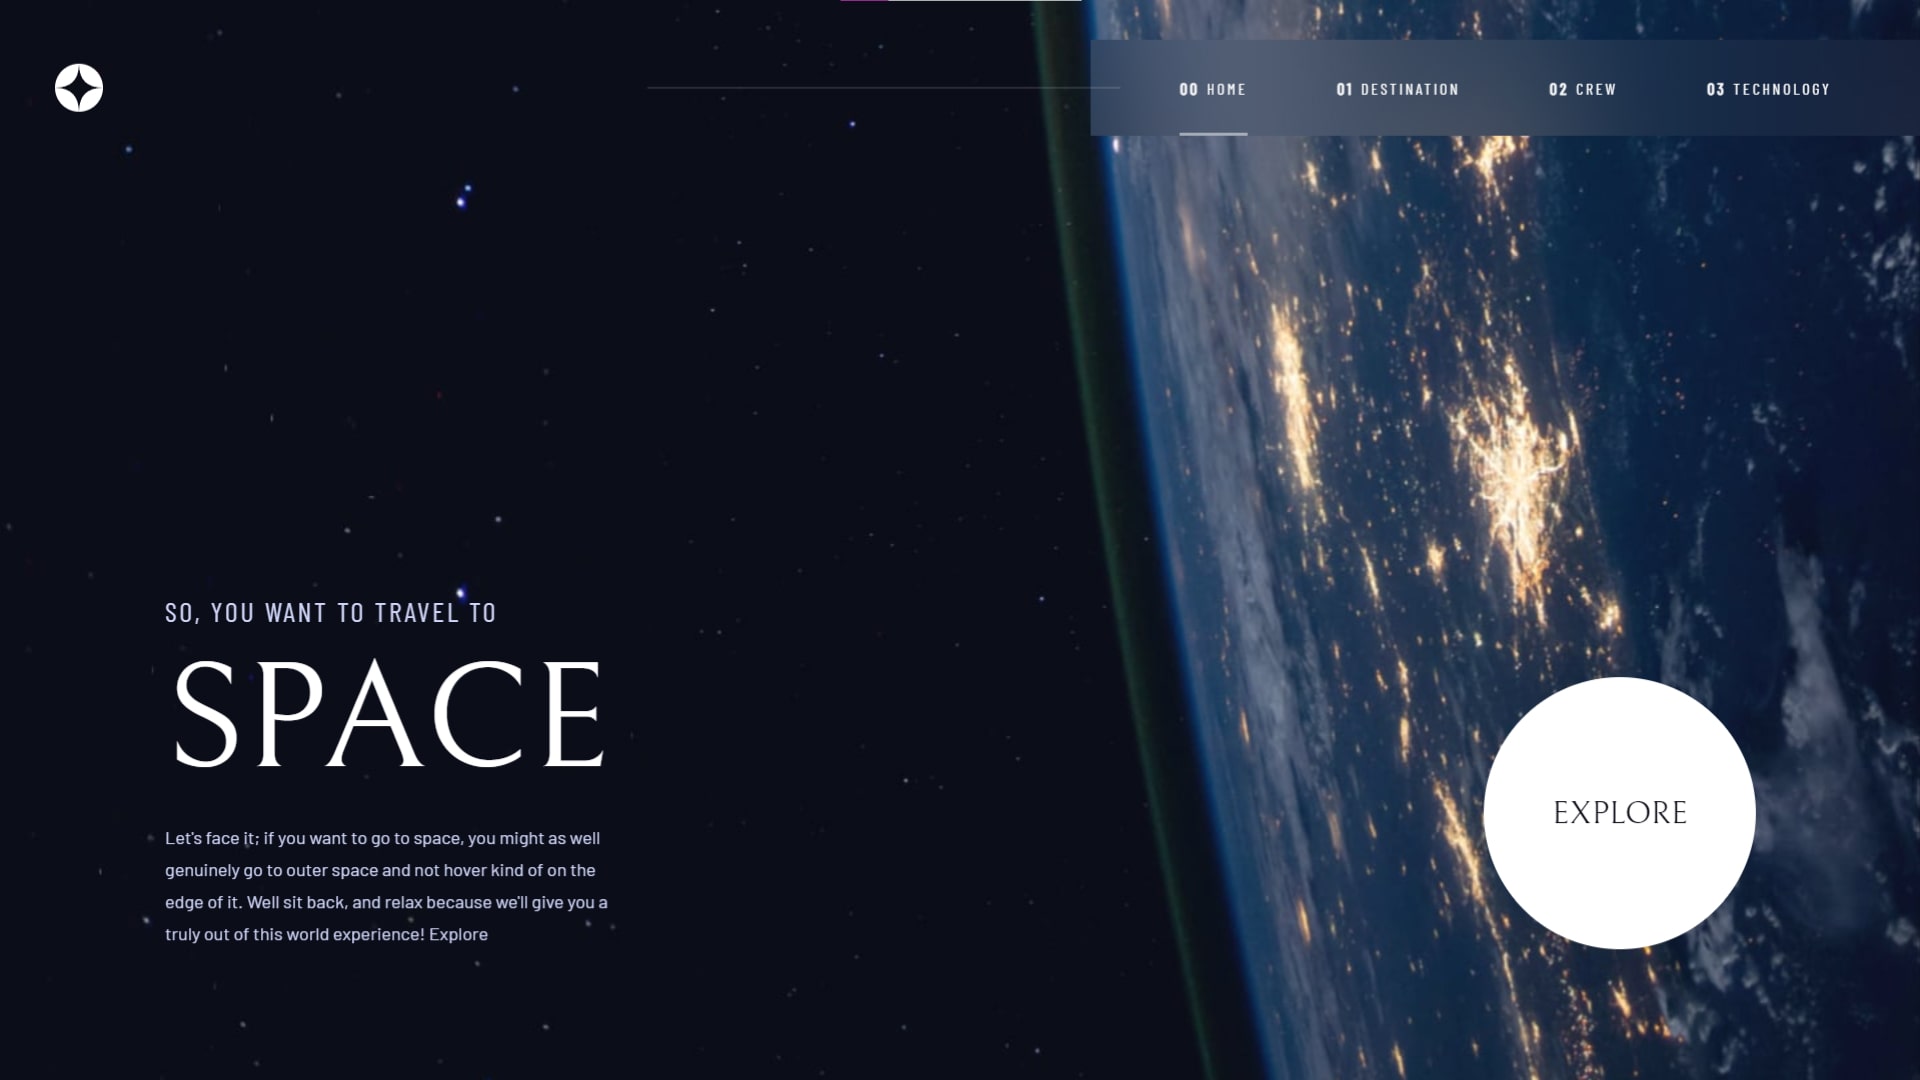 00 HOME 01 DESTINATION 02 CREW 03 TECHNOLOGY
SO, YOU WANT TO TRAVEL TO
SPACE
Let's face it; if you want to go to space, you might as well
genuinely go to outer space and not hover kind of on the
edge of it. Well sit back, and relax because we'll give you a
truly out of this world experience! Explore
EXPLORE